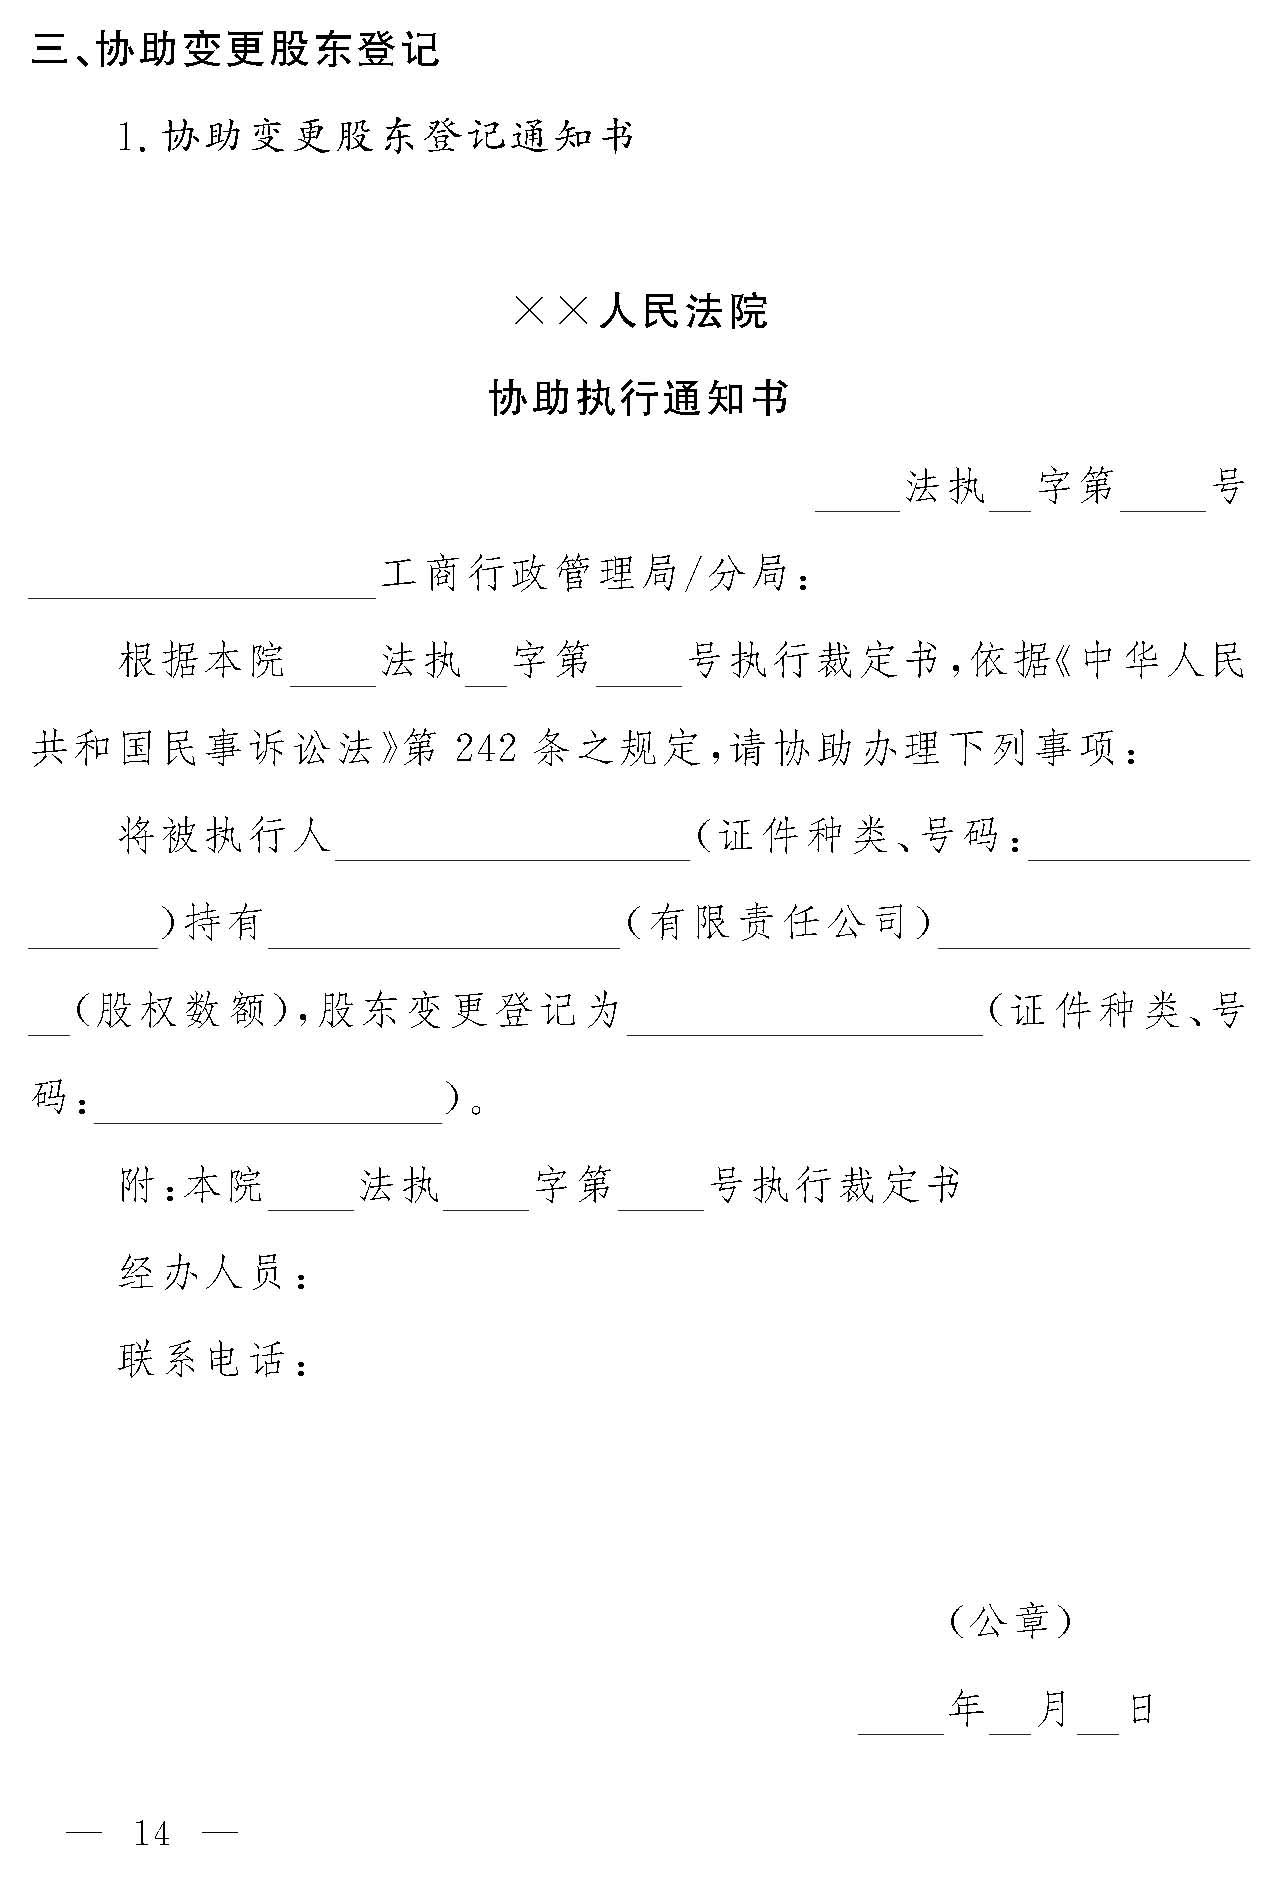 三、协助变更股东登记
1. 协助变更股东登记通知书
××人民法院
协助执行通知书
____法执__字第____号
________________工商行政管理局/分局:
根据本院____法执__字第____号执行裁定书,依据《中华人民
共和国民事诉讼法》第 242 条之规定,请协助办理下列事项:
将被执行人________________(证件种类、号码:__________
______)持有________________(有限责任公司)______________
__(股权数额),股东变更登记为________________(证件种类、号
码:________________)。
附:本院____法执____字第____号执行裁定书
经办人员:
联系电话:
(公章)
____年__月__日
— 14 —